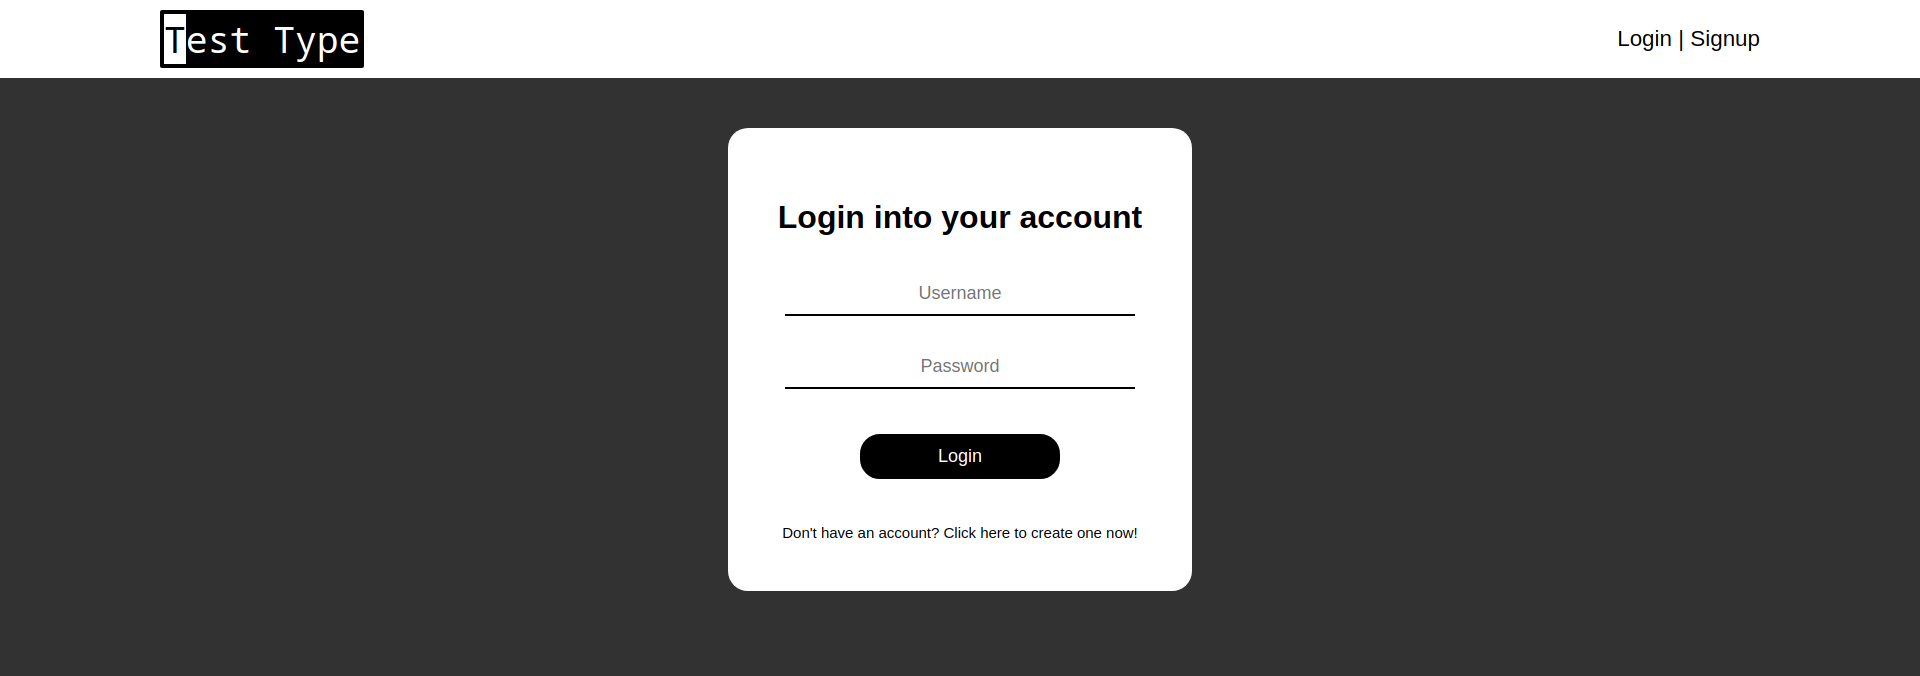 Test Type
Login | Signup
Login into your account
Username
Password
Login
Don't have an account? Click here to create one now!